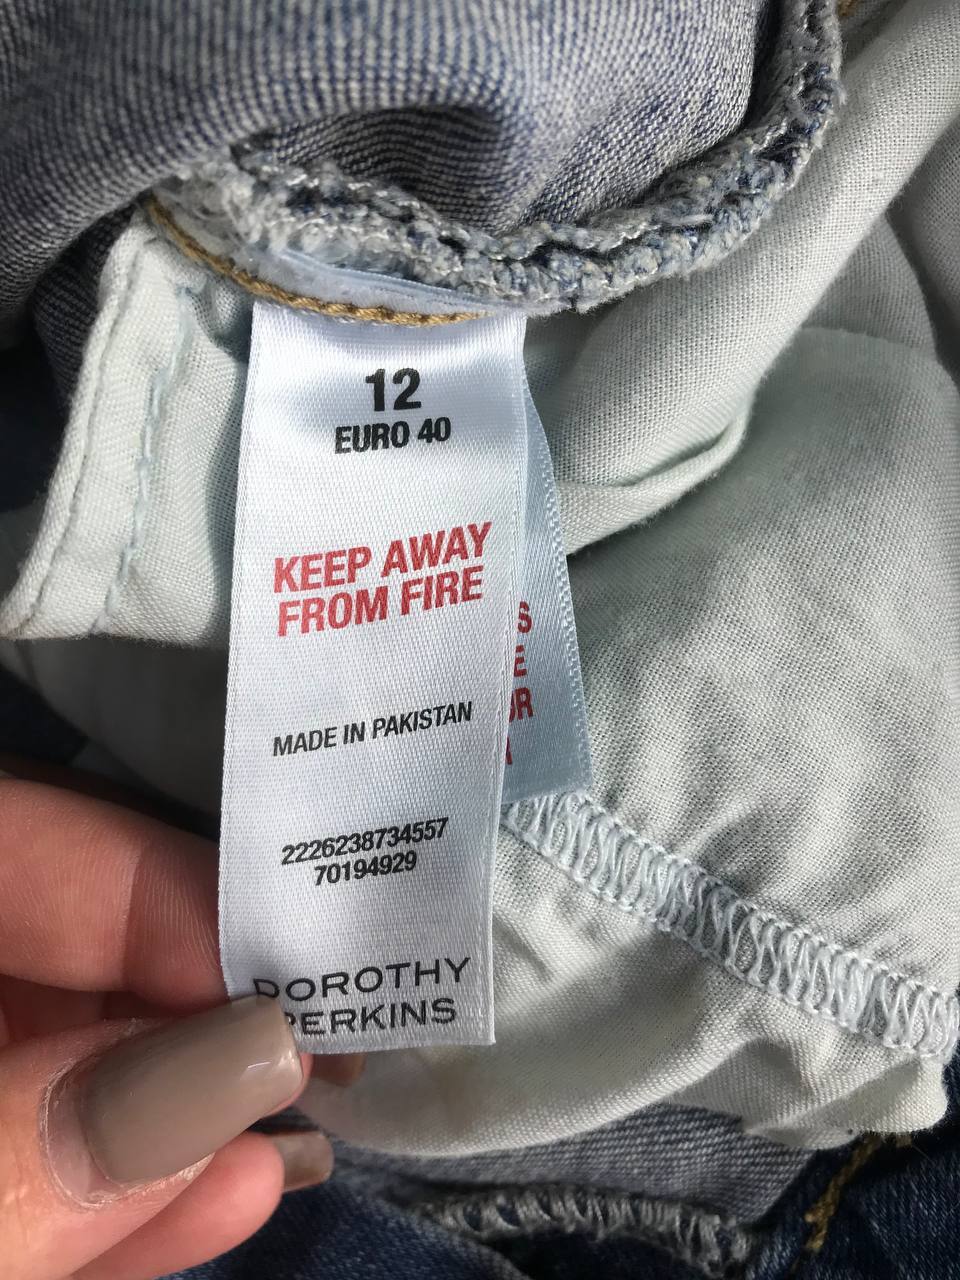 12
EURO 40
KEEP AWAY
FROM FIRE
MADE IN PAKISTAN
2226238734557
70194929
DOROTHY
PERKINS